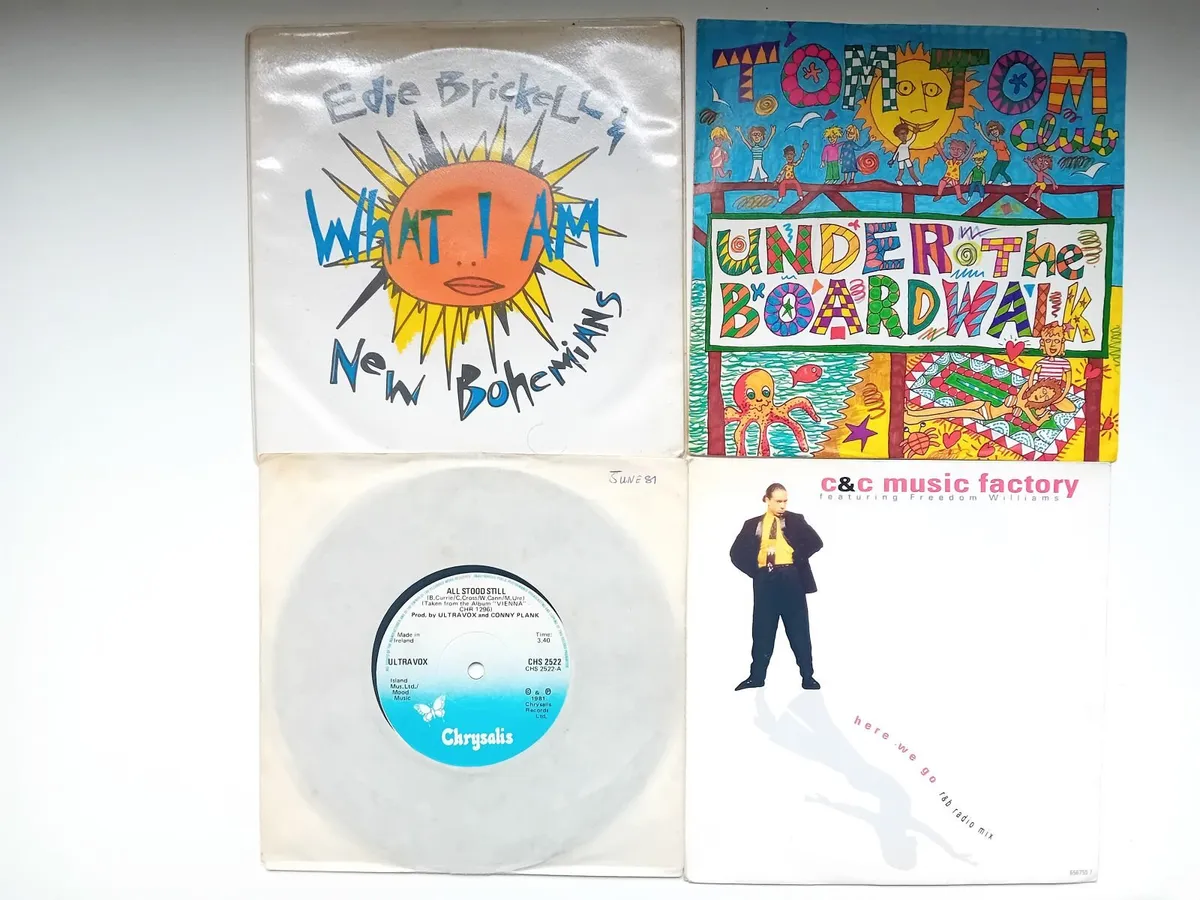 Edie Brickell &
What I Am
New Bohemians
TOM TOM
club
UNDER The
BOARDWALK
JUNE 81
ALL STOOD STILL
(B.Currie/C.Cross/W.Cann/M.Ure)
(Taken from the Album "VIENNA"
CHR 1296)
Prod. by ULTRAVOX and CONNY PLANK
Made in
Ireland
Time:
3.40
ULTRAVOX
CHS 2522
CHS 2522-A
Island
Mus.Ltd./
Mood
Music
© & ℗
1981
Chrysalis
Records
Ltd.
Chrysalis
c&c music factory
featuring Freedom Williams
here we go
r&b radio mix